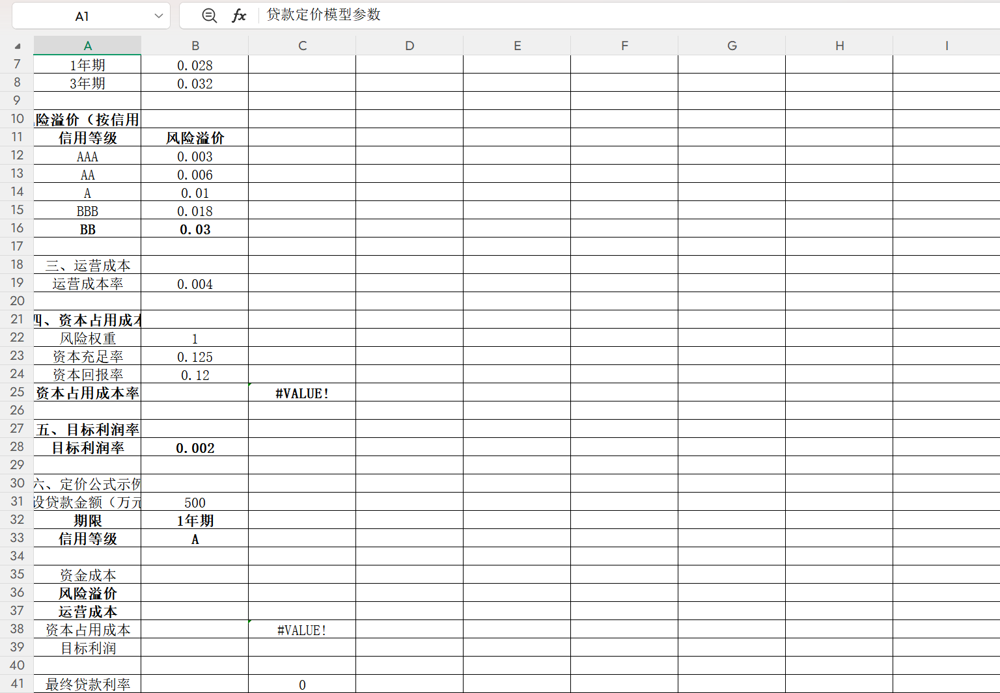 A1 fx 贷款定价模型参数
A B C D E F G H I
7 1年期 0.028
8 3年期 0.032
9
10 险溢价（按信用
11 信用等级 风险溢价
12 AAA 0.003
13 AA 0.006
14 A 0.01
15 BBB 0.018
16 BB 0.03
17
18 三、运营成本
19 运营成本率 0.004
20
21 四、资本占用成本
22 风险权重 1
23 资本充足率 0.125
24 资本回报率 0.12
25 资本占用成本率 #VALUE!
26
27 五、目标利润率
28 目标利润率 0.002
29
30 六、定价公式示例
31 设贷款金额（万元 500
32 期限 1年期
33 信用等级 A
34
35 资金成本
36 风险溢价
37 运营成本
38 资本占用成本 #VALUE!
39 目标利润
40
41 最终贷款利率 0